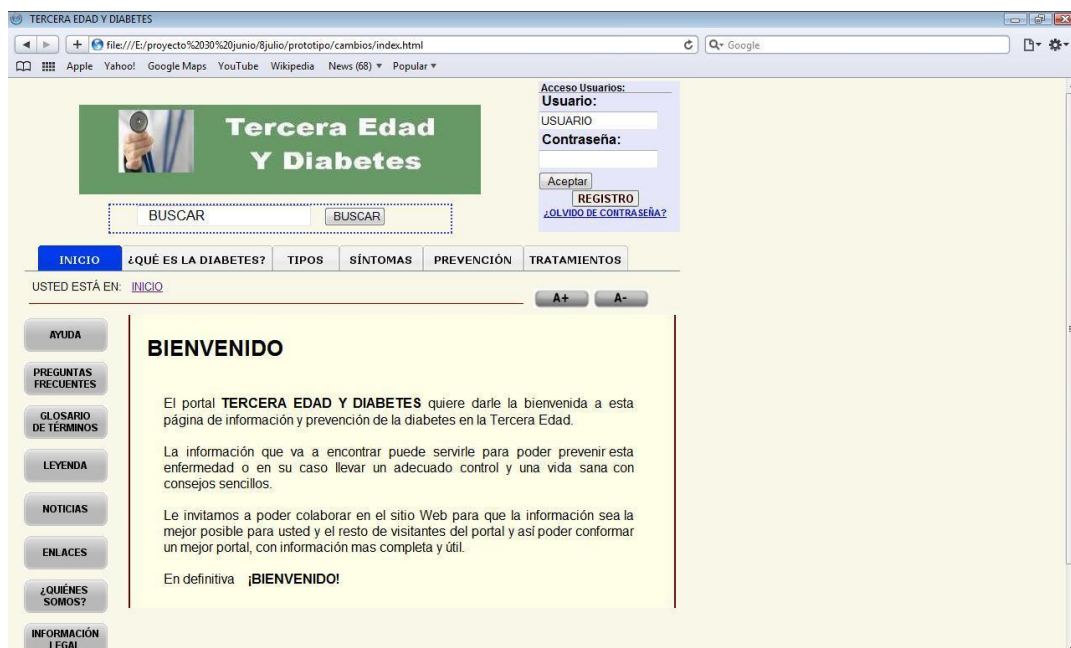 TERCERA EDAD Y DIABETES
file:///E:/proyecto%2030%20junio/8julio/prototipo/cambios/index.html
Google
Apple Yahoo! Google Maps YouTube Wikipedia News (68) Popular
Tercera Edad
Y Diabetes
Acceso Usuarios:
Usuario:
USUARIO
Contraseña:
Aceptar
REGISTRO
¿OLVIDO DE CONTRASEÑA?
BUSCAR BUSCAR
INICIO ¿QUÉ ES LA DIABETES? TIPOS SÍNTOMAS PREVENCIÓN TRATAMIENTOS
USTED ESTÁ EN: INICIO
A+ A-
AYUDA
PREGUNTAS
FRECUENTES
GLOSARIO
DE TÉRMINOS
LEYENDA
NOTICIAS
ENLACES
¿QUIÉNES
SOMOS?
INFORMACIÓN
LEGAL
BIENVENIDO
El portal TERCERA EDAD Y DIABETES quiere darle la bienvenida a esta
página de información y prevención de la diabetes en la Tercera Edad.
La información que va a encontrar puede servirle para poder prevenir esta
enfermedad o en su caso llevar un adecuado control y una vida sana con
consejos sencillos.
Le invitamos a poder colaborar en el sitio Web para que la información sea la
mejor posible para usted y el resto de visitantes del portal y así poder conformar
un mejor portal, con información mas completa y útil.
En definitiva ¡BIENVENIDO!